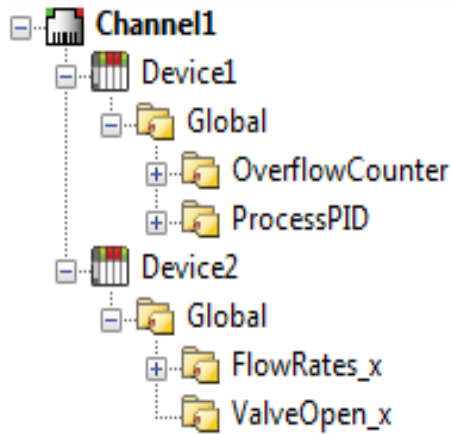 Channel1
Device1
Global
OverflowCounter
ProcessPID
Device2
Global
FlowRates_x
ValveOpen_x